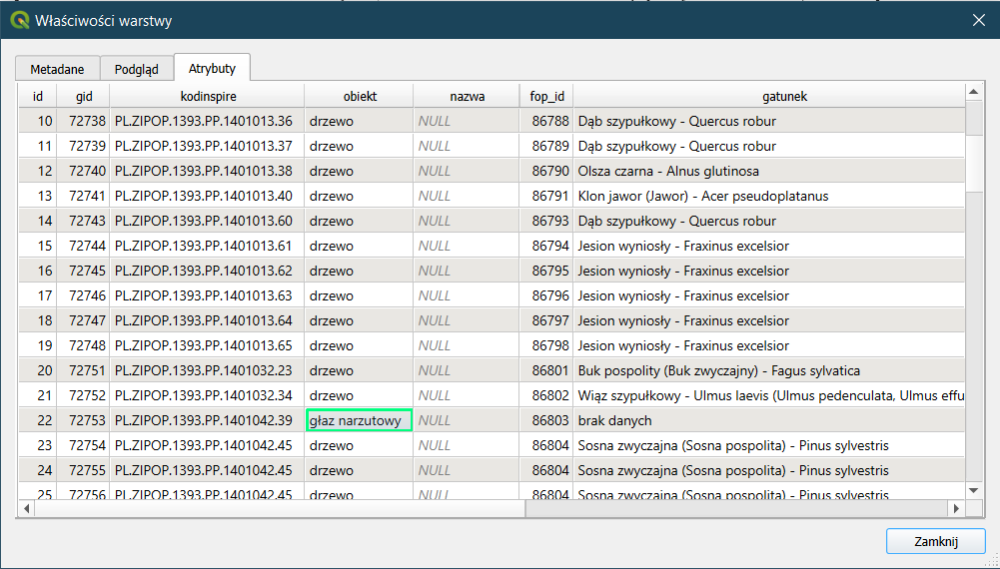 Właściwości warstwy
Metadane Podgląd Atrybuty
id gid kodinspire obiekt nazwa fop_id gatunek
10 72738 PL.ZIPOP.1393.PP.1401013.36 drzewo NULL 86788 Dąb szypułkowy - Quercus robur
11 72739 PL.ZIPOP.1393.PP.1401013.37 drzewo NULL 86789 Dąb szypułkowy - Quercus robur
12 72740 PL.ZIPOP.1393.PP.1401013.38 drzewo NULL 86790 Olsza czarna - Alnus glutinosa
13 72741 PL.ZIPOP.1393.PP.1401013.40 drzewo NULL 86791 Klon jawor (Jawor) - Acer pseudoplatanus
14 72743 PL.ZIPOP.1393.PP.1401013.60 drzewo NULL 86793 Dąb szypułkowy - Quercus robur
15 72744 PL.ZIPOP.1393.PP.1401013.61 drzewo NULL 86794 Jesion wyniosły - Fraxinus excelsior
16 72745 PL.ZIPOP.1393.PP.1401013.62 drzewo NULL 86795 Jesion wyniosły - Fraxinus excelsior
17 72746 PL.ZIPOP.1393.PP.1401013.63 drzewo NULL 86796 Jesion wyniosły - Fraxinus excelsior
18 72747 PL.ZIPOP.1393.PP.1401013.64 drzewo NULL 86797 Jesion wyniosły - Fraxinus excelsior
19 72748 PL.ZIPOP.1393.PP.1401013.65 drzewo NULL 86798 Jesion wyniosły - Fraxinus excelsior
20 72751 PL.ZIPOP.1393.PP.1401032.23 drzewo NULL 86801 Buk pospolity (Buk zwyczajny) - Fagus sylvatica
21 72752 PL.ZIPOP.1393.PP.1401032.34 drzewo NULL 86802 Wiąz szypułkowy - Ulmus laevis (Ulmus pedenculata, Ulmus effu
22 72753 PL.ZIPOP.1393.PP.1401042.39 głaz narzutowy NULL 86803 brak danych
23 72754 PL.ZIPOP.1393.PP.1401042.45 drzewo NULL 86804 Sosna zwyczajna (Sosna pospolita) - Pinus sylvestris
24 72755 PL.ZIPOP.1393.PP.1401042.45 drzewo NULL 86804 Sosna zwyczajna (Sosna pospolita) - Pinus sylvestris
25 72756 PL.ZIPOP.1393.PP.1401042.45 drzewo NULL 86804 Sosna zwyczajna (Sosna pospolita) - Pinus sylvestris
Zamknij